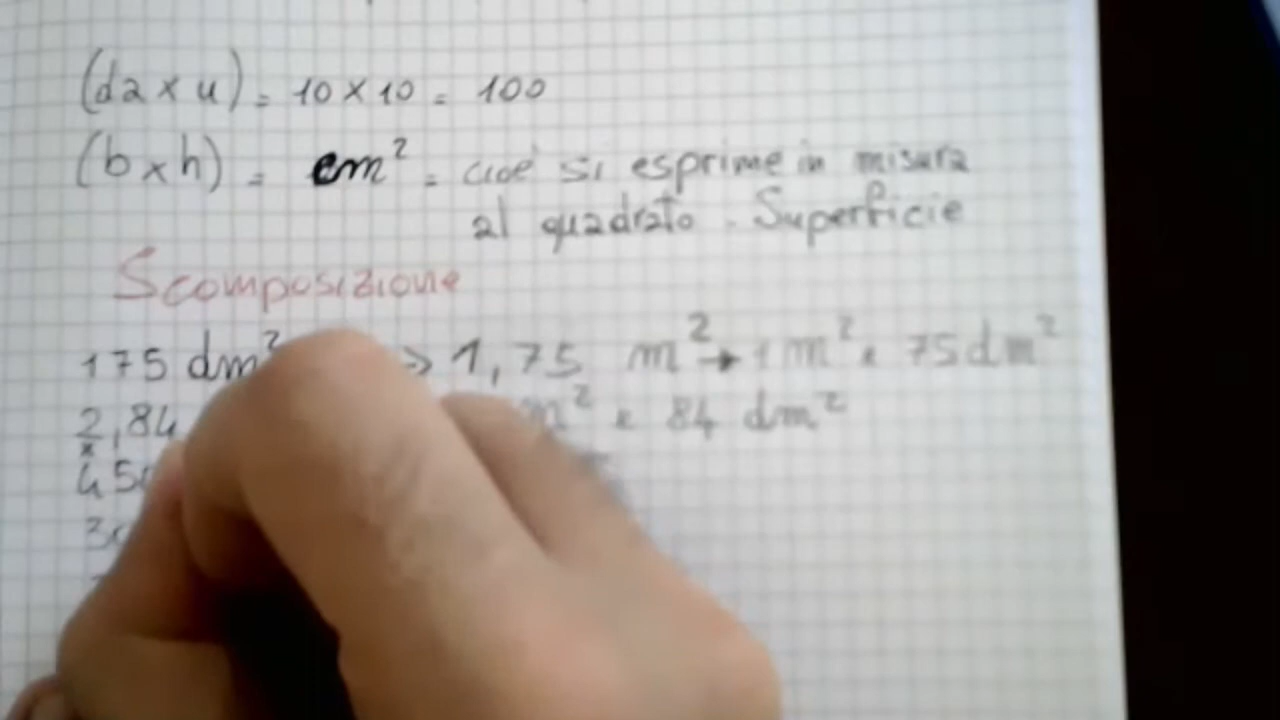 (da x u) = 10 x 10 = 100
(b x h) = cm² = cioè si esprime in misura
al quadrato. Superficie
Scomposizione
175 dm² → 1,75 m² → 1 m² e 75 dm²
2,84 m² e 84 dm²